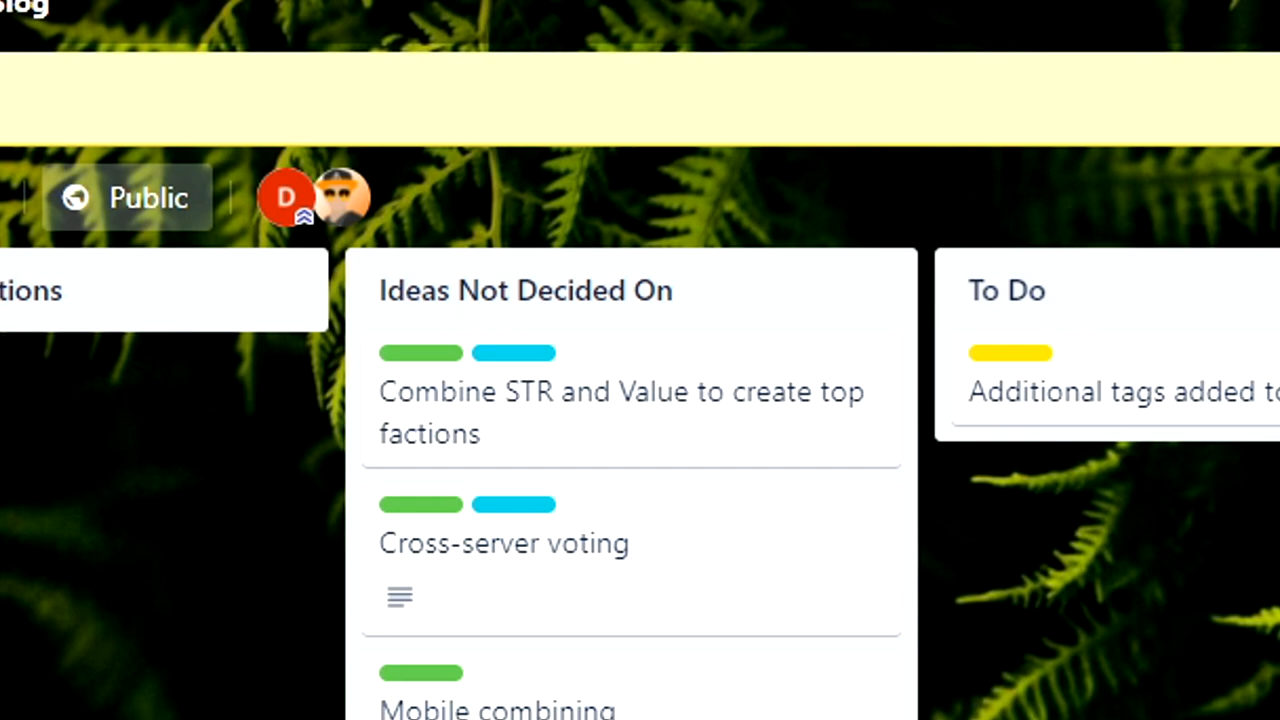 Public
D
tions
Ideas Not Decided On
To Do
Combine STR and Value to create top
factions
Additional tags added
Cross-server voting
Mobile combining